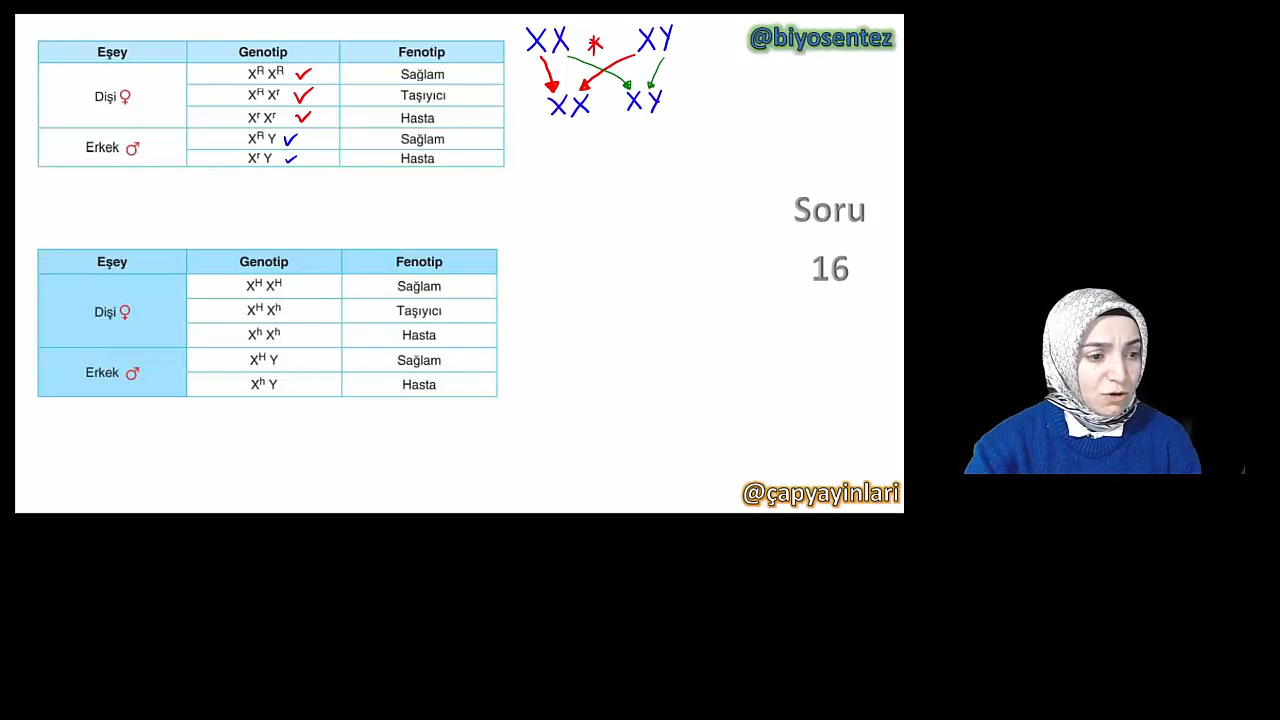 Eşey Genotip Fenotip
Dişi ♀
X^R X^R ✓ Sağlam
X^R X^r ✓ Taşıyıcı
X^r X^r ✓ Hasta
Erkek ♂
X^R Y ✓ Sağlam
X^r Y ✓ Hasta
XX * XY
XX XY
@biyosentez
Soru
16
Eşey Genotip Fenotip
Dişi ♀
X^H X^H Sağlam
X^H X^h Taşıyıcı
X^h X^h Hasta
Erkek ♂
X^H Y Sağlam
X^h Y Hasta
@çapyayinlari